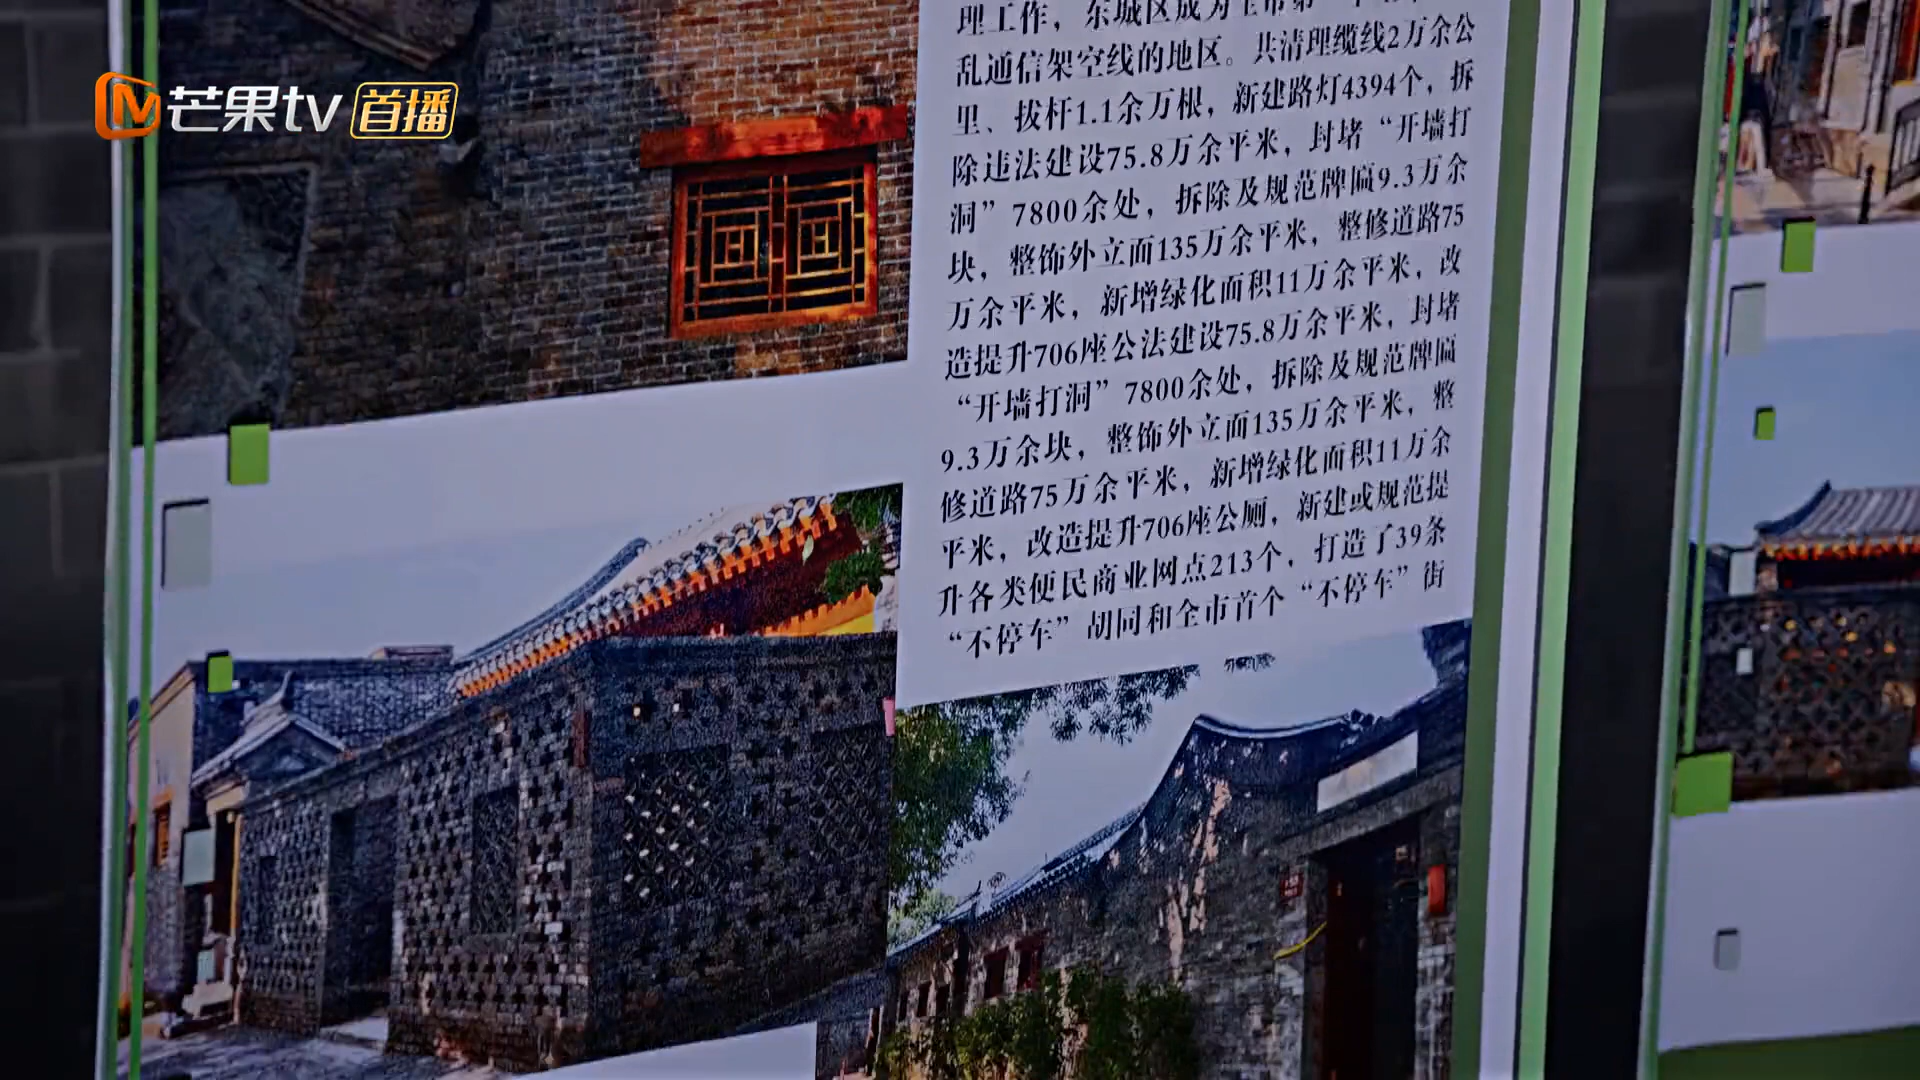 芒果tv 首播
理工作，东城区成为全市第一个
乱通信架空线的地区。共清理缆线2万余公
里、拔杆1.1余万根，新建路灯4394个，拆
除违法建设75.8万余平米，封堵“开墙打
洞”7800余处，拆除及规范牌匾9.3万余
块，整饰外立面135万余平米，整修道路75
万余平米，新增绿化面积11万余平米，改
造提升706座公法建设75.8万余平米，封堵
“开墙打洞”7800余处，拆除及规范牌匾
9.3万余块，整饰外立面135万余平米，整
修道路75万余平米，新增绿化面积11万余
平米，改造提升706座公厕，新建或规范提
升各类便民商业网点213个，打造了39条
“不停车”胡同和全市首个“不停车”街